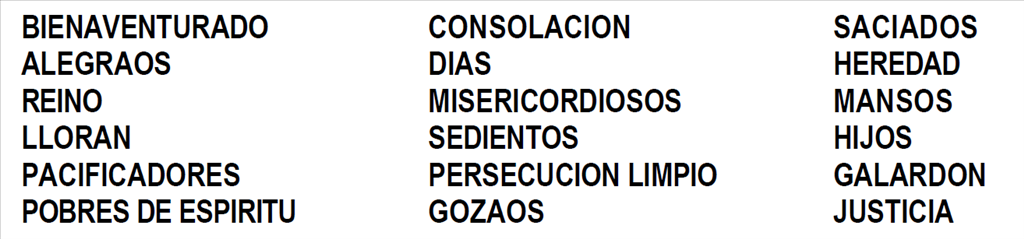 BIENAVENTURADO
ALEGRAOS
REINO
LLORAN
PACIFICADORES
POBRES DE ESPIRITU
CONSOLACION
DIAS
MISERICORDIOSOS
SEDIENTOS
PERSECUCION LIMPIO
GOZAOS
SACIADOS
HEREDAD
MANSOS
HIJOS
GALARDON
JUSTICIA